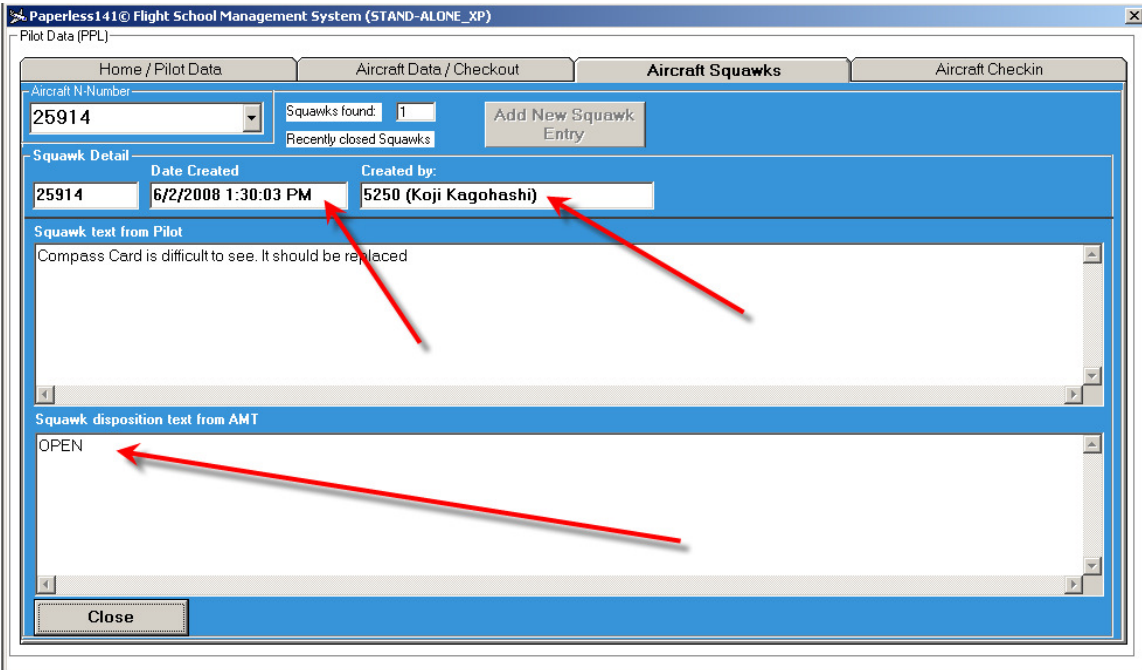 Paperless141© Flight School Management System (STAND-ALONE_XP)
Pilot Data (PPL)
Home / Pilot Data
Aircraft Data / Checkout
Aircraft Squawks
Aircraft Checkin
Aircraft N-Number
25914
Squawks found: 1
Recently closed Squawks
Add New Squawk
Entry
Squawk Detail
Date Created
Created by:
25914
6/2/2008 1:30:03 PM
5250 (Koji Kagohashi)
Squawk text from Pilot
Compass Card is difficult to see. It should be replaced
Squawk disposition text from AMT
OPEN
Close